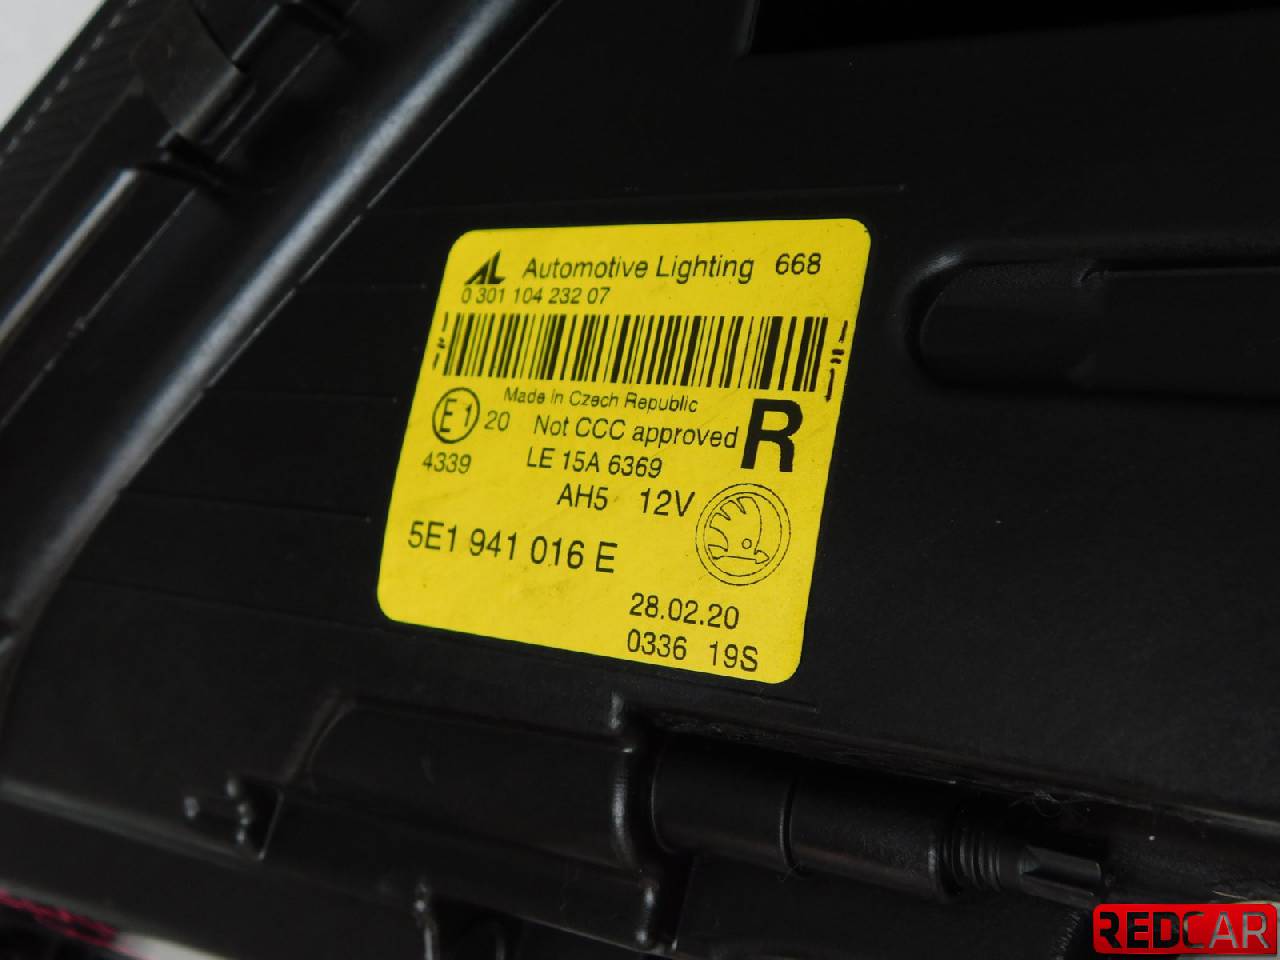 AL Automotive Lighting 668
0 301 104 232 07
Made In Czech Republic
E1 20 Not CCC approved R
4339 LE 15A 6369
AH5 12V
5E1 941 016 E
28.02.20
0336 19S
REDCAR